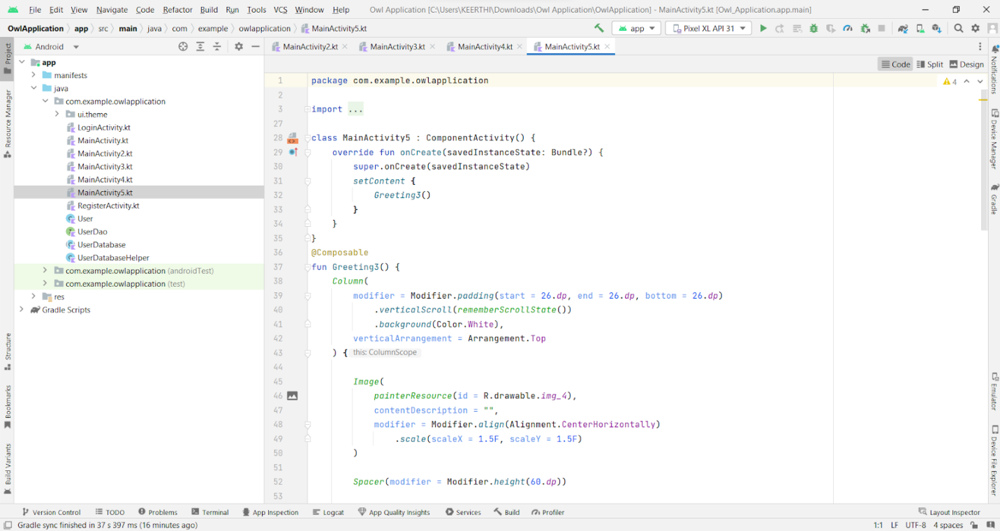 File Edit View Navigate Code Refactor Build Run Tools VCS Window Help Owl Application [C:\Users\KEERTHI\Downloads\Owl Application\OwlApplication] - MainActivity5.kt [Owl_Application.app.main]
OwlApplication app src main java com example owlapplication MainActivity5.kt app Pixel XL API 31
Android MainActivity2.kt MainActivity3.kt MainActivity4.kt MainActivity5.kt
Code Split Design
Project
Resource Manager
Structure
Bookmarks
Build Variants
app
manifests
java
com.example.owlapplication
ui.theme
LoginActivity.kt
MainActivity.kt
MainActivity2.kt
MainActivity3.kt
MainActivity4.kt
MainActivity5.kt
RegisterActivity.kt
User
UserDao
UserDatabase
UserDatabaseHelper
com.example.owlapplication (androidTest)
com.example.owlapplication (test)
res
Gradle Scripts
1 package com.example.owlapplication 4
2
3 import ...
27
28 class MainActivity5 : ComponentActivity() {
29 override fun onCreate(savedInstanceState: Bundle?) {
30 super.onCreate(savedInstanceState)
31 setContent {
32 Greeting3()
33 }
34 }
35 }
36 @Composable
37 fun Greeting3() {
38 Column(
39 modifier = Modifier.padding(start = 26.dp, end = 26.dp, bottom = 26.dp)
40 .verticalScroll(rememberScrollState())
41 .background(Color.White),
42 verticalArrangement = Arrangement.Top
43 ) { this: ColumnScope
44
45 Image(
46 painterResource(id = R.drawable.img_4),
47 contentDescription = "",
48 modifier = Modifier.align(Alignment.CenterHorizontally)
49 .scale(scaleX = 1.5F, scaleY = 1.5F)
50 )
51
52 Spacer(modifier = Modifier.height(60.dp))
53
Notifications
Device Manager
Gradle
Emulator
Device File Explorer
Version Control TODO Problems Terminal App Inspection Logcat App Quality Insights Services Build Profiler Layout Inspector
Gradle sync finished in 37 s 397 ms (16 minutes ago) 1:1 LF UTF-8 4 spaces